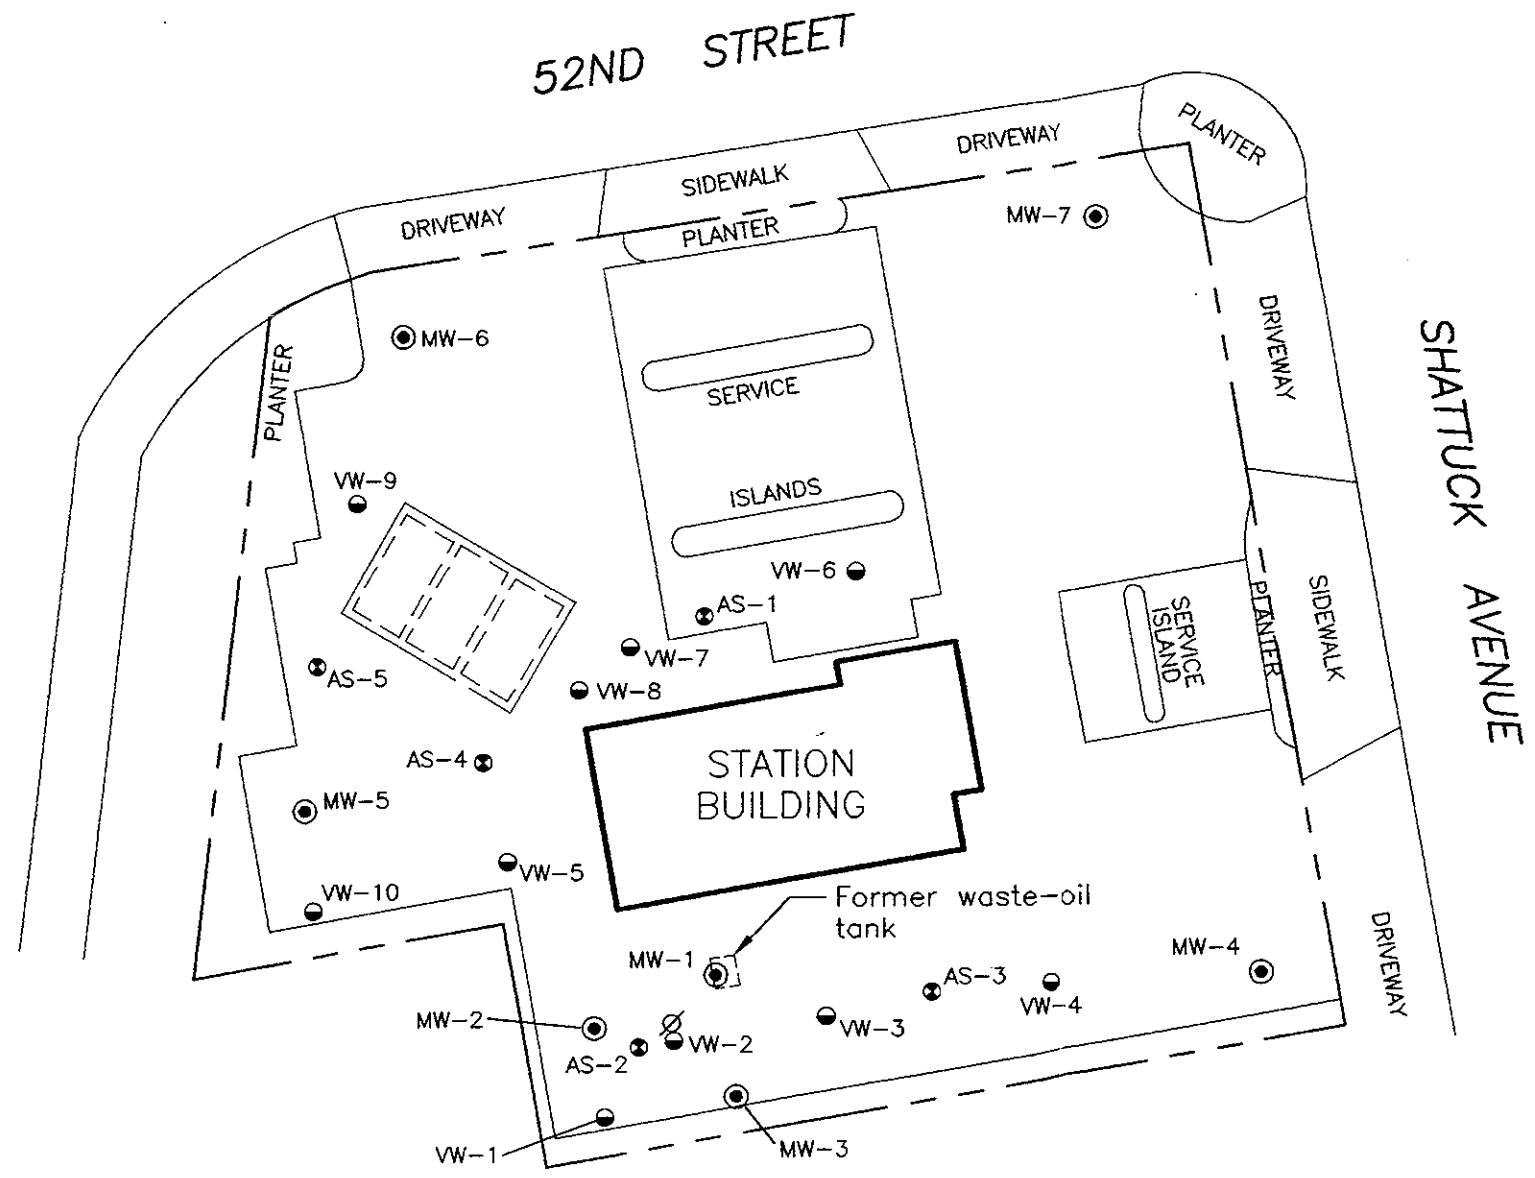 52ND STREET
PLANTER
DRIVEWAY
SIDEWALK
DRIVEWAY
PLANTER
MW-7
DRIVEWAY
SHATTUCK AVENUE
MW-6
PLANTER
SERVICE
ISLANDS
VW-9
VW-6
AS-1
SERVICE
ISLAND
PLANTER
SIDEWALK
VW-7
AS-5
VW-8
AS-4
STATION
BUILDING
MW-5
VW-5
VW-10
Former waste-oil
tank
MW-1
MW-4
AS-3
DRIVEWAY
VW-4
MW-2
VW-3
VW-2
AS-2
VW-1
MW-3